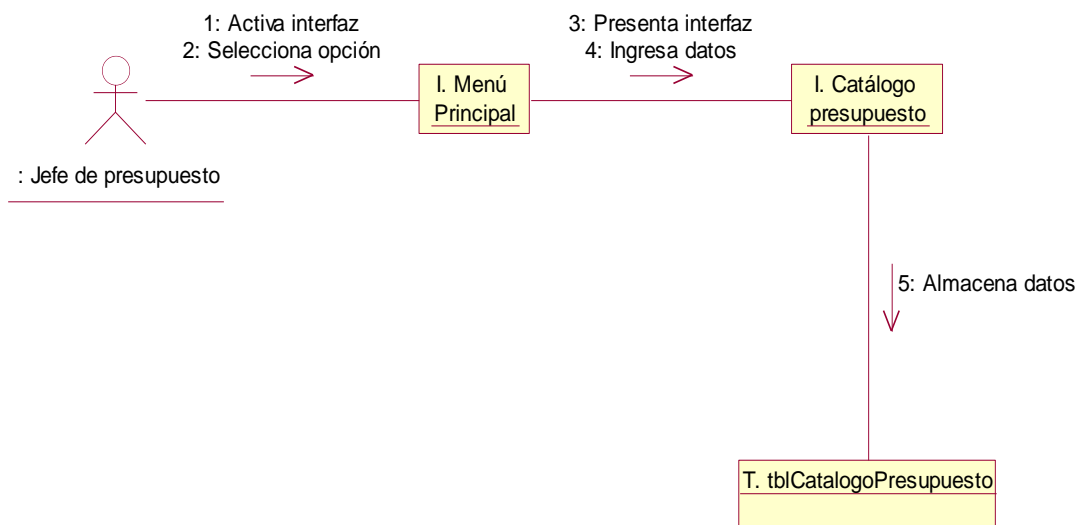 1: Activa interfaz
2: Selecciona opción
3: Presenta interfaz
4: Ingresa datos
I. Menú
Principal
I. Catálogo
presupuesto
: Jefe de presupuesto
5: Almacena datos
T. tblCatalogoPresupuesto